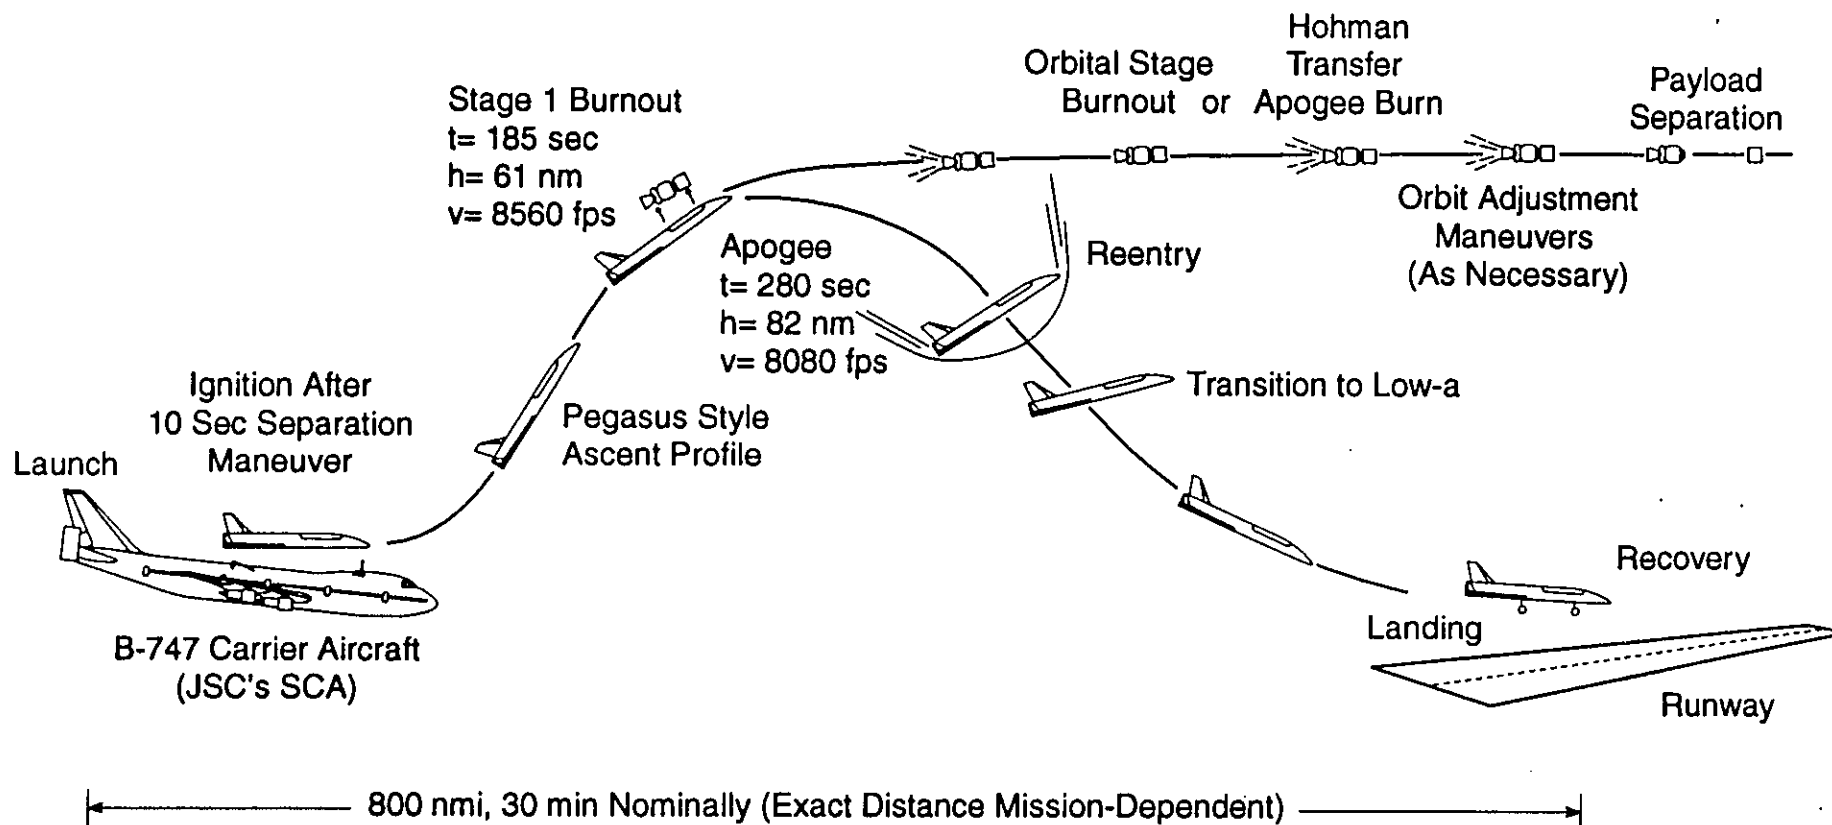 Launch
Ignition After
10 Sec Separation
Maneuver
B-747 Carrier Aircraft
(JSC's SCA)
Pegasus Style
Ascent Profile
Stage 1 Burnout
t= 185 sec
h= 61 nm
v= 8560 fps
Apogee
t= 280 sec
h= 82 nm
v= 8080 fps
Orbital Stage
Burnout or
Hohman
Transfer
Apogee Burn
Orbit Adjustment
Maneuvers
(As Necessary)
Payload
Separation
Reentry
Transition to Low-a
Recovery
Landing
Runway
800 nmi, 30 min Nominally (Exact Distance Mission-Dependent)